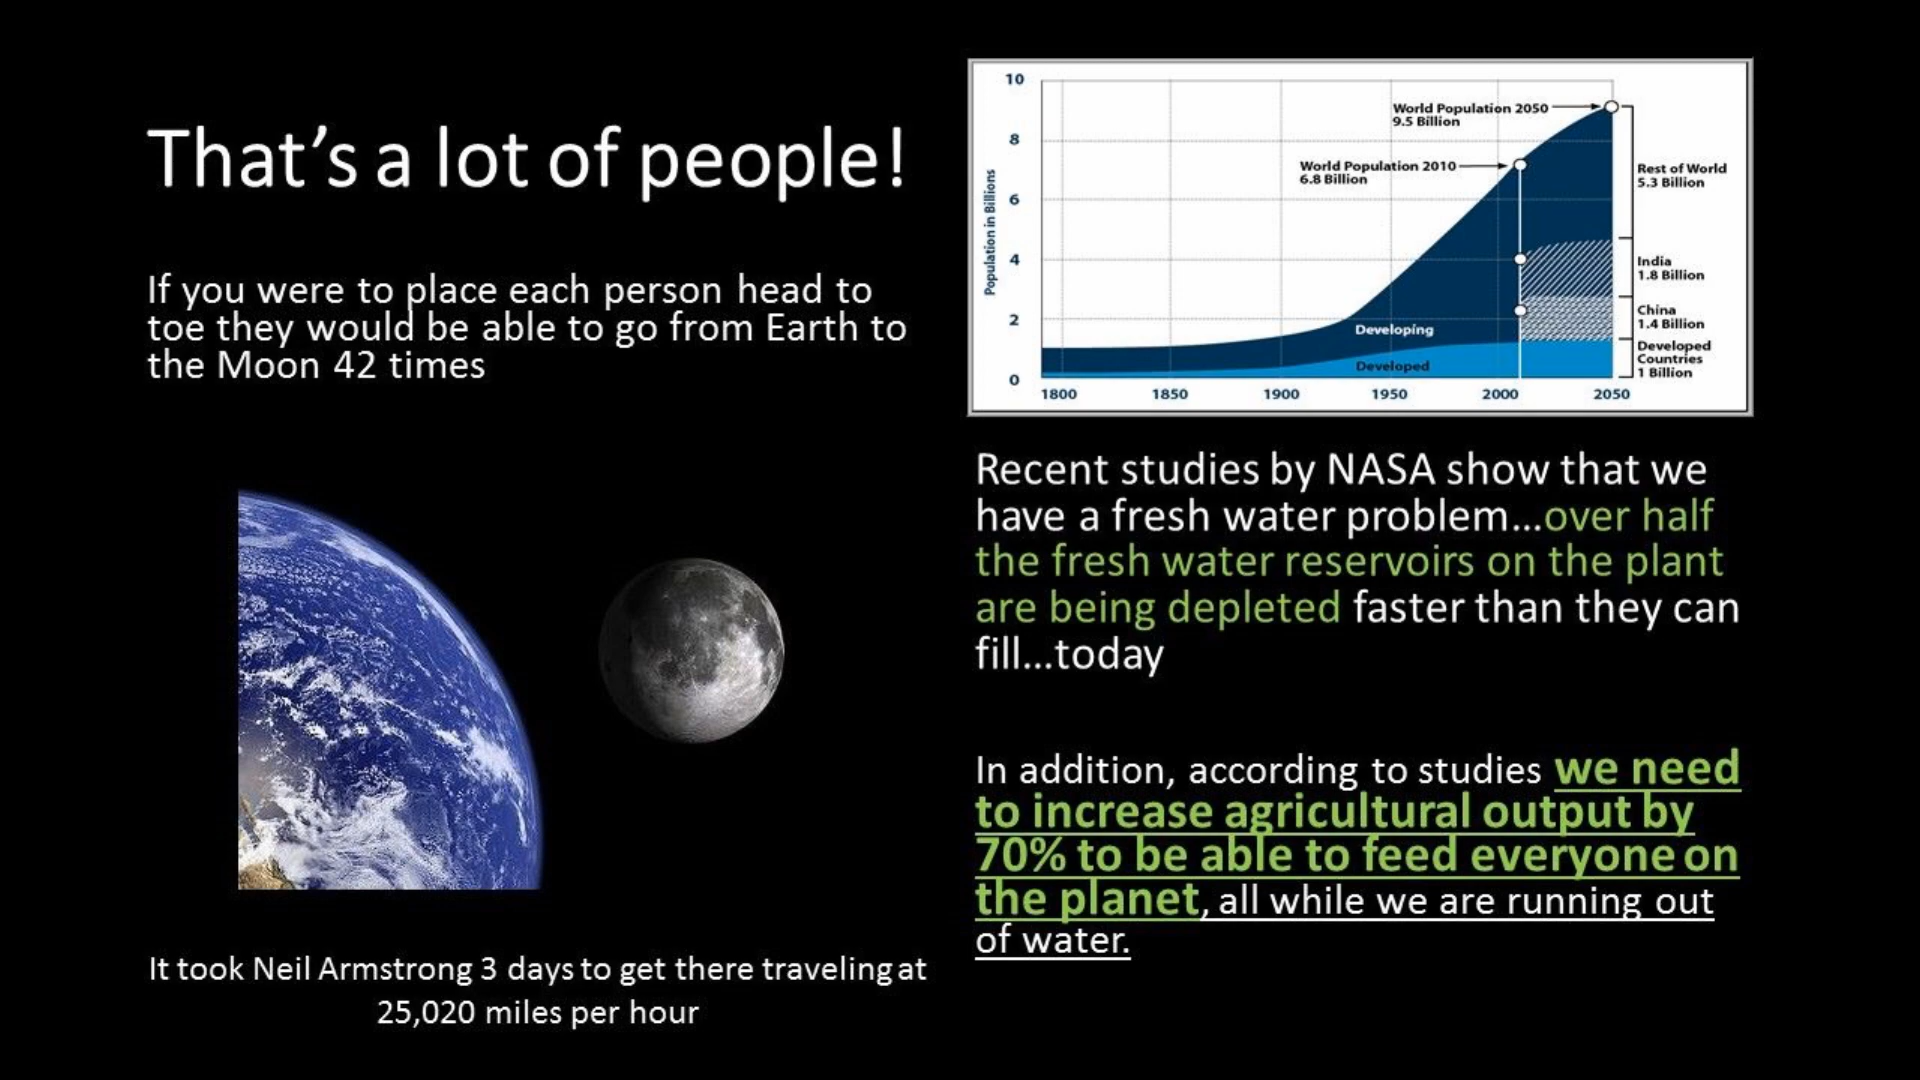 That's a lot of people!
If you were to place each person head to
toe they would be able to go from Earth to
the Moon 42 times
It took Neil Armstrong 3 days to get there traveling at
25,020 miles per hour
Population in Billions
10
8
6
4
2
0
1800 1850 1900 1950 2000 2050
World Population 2050
9.5 Billion
World Population 2010
6.8 Billion
Developing
Developed
Rest of World
5.3 Billion
India
1.8 Billion
China
1.4 Billion
Developed
Countries
1 Billion
Recent studies by NASA show that we
have a fresh water problem...over half
the fresh water reservoirs on the plant
are being depleted faster than they can
fill...today
In addition, according to studies we need
to increase agricultural output by
70% to be able to feed everyone on
the planet, all while we are running out
of water.